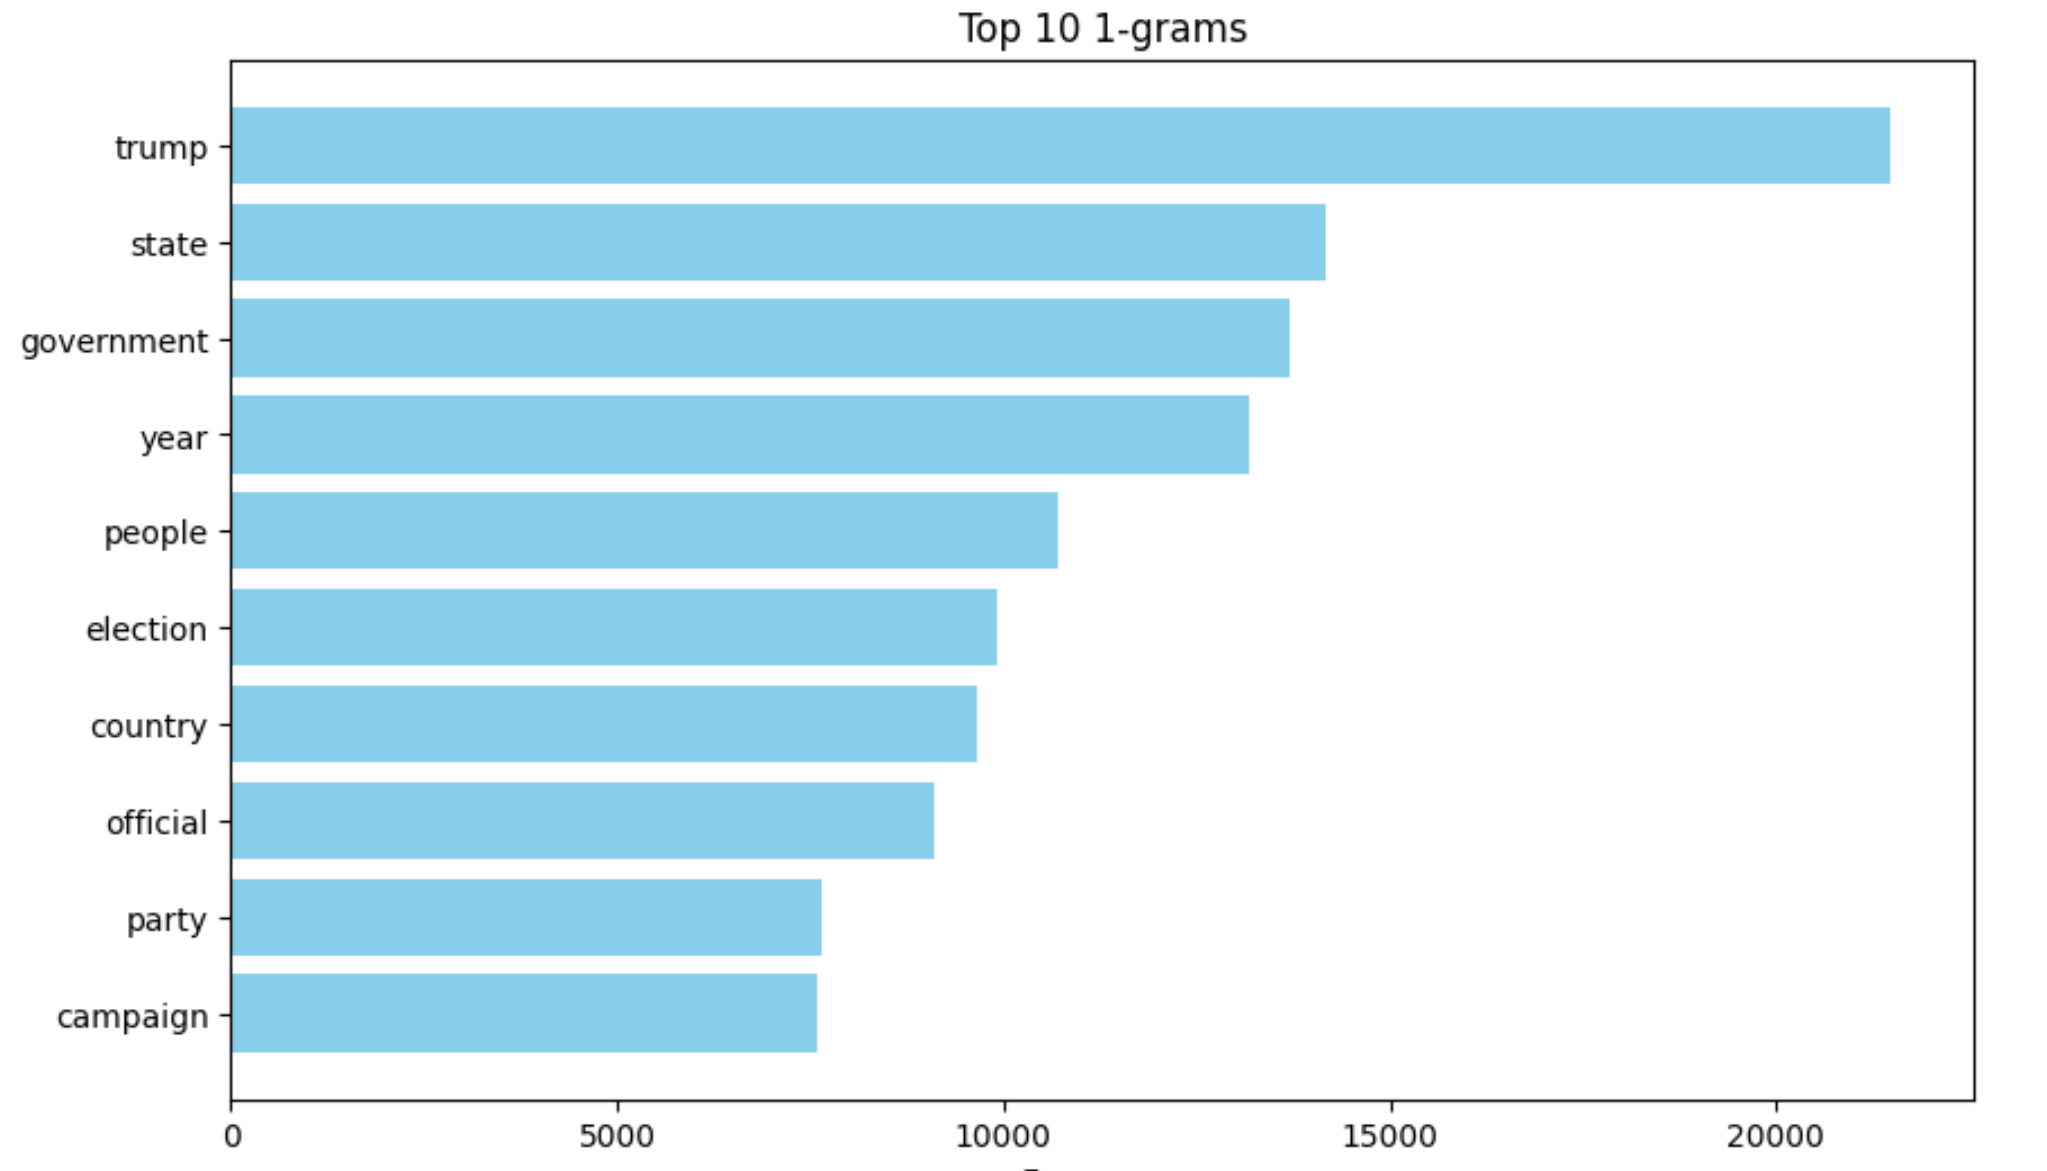 Top 10 1-grams
trump
state
government
year
people
election
country
official
party
campaign
0 5000 10000 15000 20000